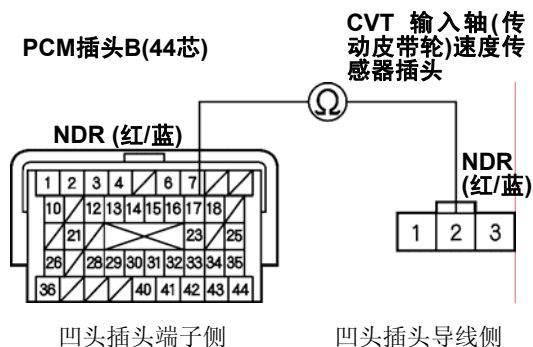 CVT 输入轴(传
动皮带轮)速度传
感器插头
PCM插头B(44芯)
Ω
NDR (红/蓝)
NDR
(红/蓝)
1 2 3 4 6 7
10 12 13 14 15 16 17 18
21 23 25
26 28 29 30 31 32 33 34 35
36 40 41 42 43 44
1 2 3
凹头插头端子侧
凹头插头导线侧